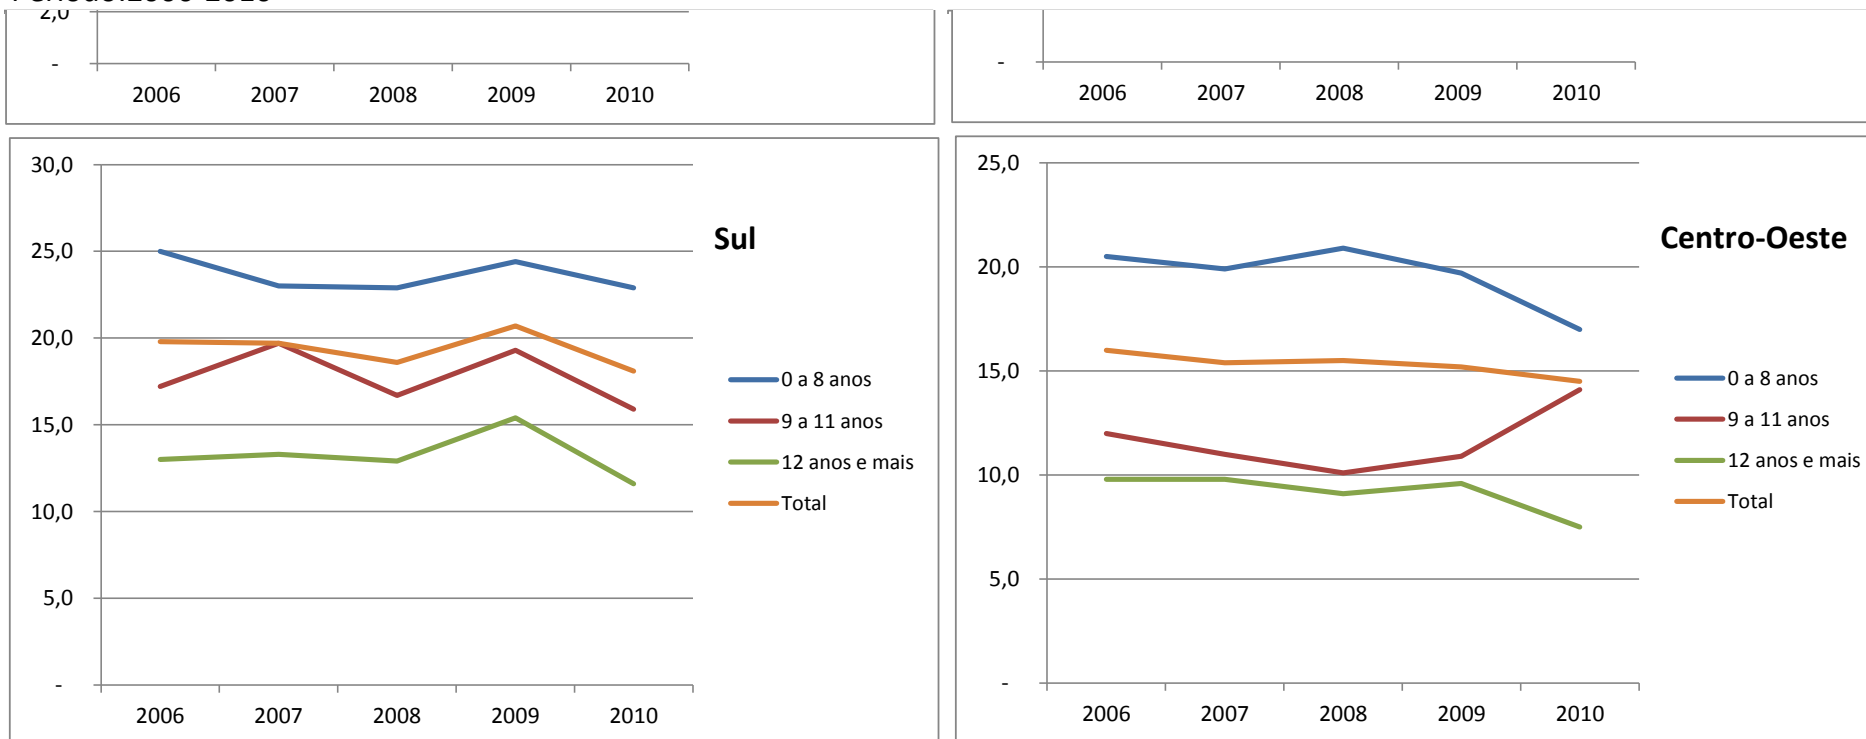 Período:2006-2010
2,0
-
2006 2007 2008 2009 2010
-
2006 2007 2008 2009 2010
30,0
25,0
20,0
15,0
10,0
5,0
-
2006 2007 2008 2009 2010
Sul
0 a 8 anos
9 a 11 anos
12 anos e mais
Total
25,0
20,0
15,0
10,0
5,0
-
2006 2007 2008 2009 2010
Centro-Oeste
0 a 8 anos
9 a 11 anos
12 anos e mais
Total